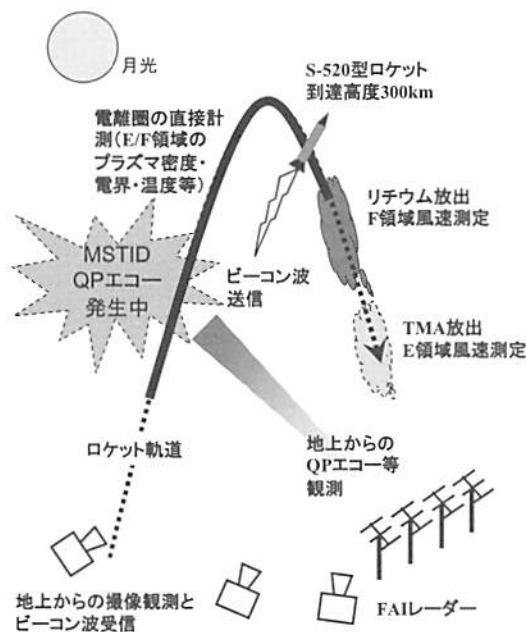 月光
S-520型ロケット
到達高度300km
電離圏の直接計
測(E/F領域の
プラズマ密度・
電界・温度等)
リチウム放出
F領域風速測定
MSTID
QPエコー
発生中
ビーコン波
送信
TMA放出
E領域風速測定
ロケット軌道
地上からの
QPエコー等
観測
地上からの撮像観測と
ビーコン波受信
FAIレーダー